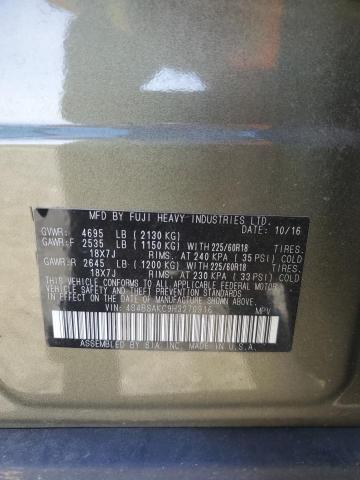 MFD BY FUJI HEAVY INDUSTRIES LTD. DATE: 10/16
GVWR: 4695 LB (2130 KG)
GAWR:F 2535 LB (1150 KG) WITH 225/60R18 TIRES.
18X7J RIMS. AT 240 KPA (35 PSI) COLD
GAWR:R 2645 LB (1200 KG) WITH 225/60R18 TIRES.
18X7J RIMS. AT 230 KPA (33 PSI) COLD
THIS VEHICLE CONFORMS TO ALL APPLICABLE FEDERAL MOTOR
VEHICLE SAFETY STANDARDS IN EFFECT ON THE DATE OF
MANUFACTURE SHOWN ABOVE.
VIN: 4S4BSAKC9H3270316 MPV
ASSEMBLED BY SIA, INC. MADE IN U.S.A.